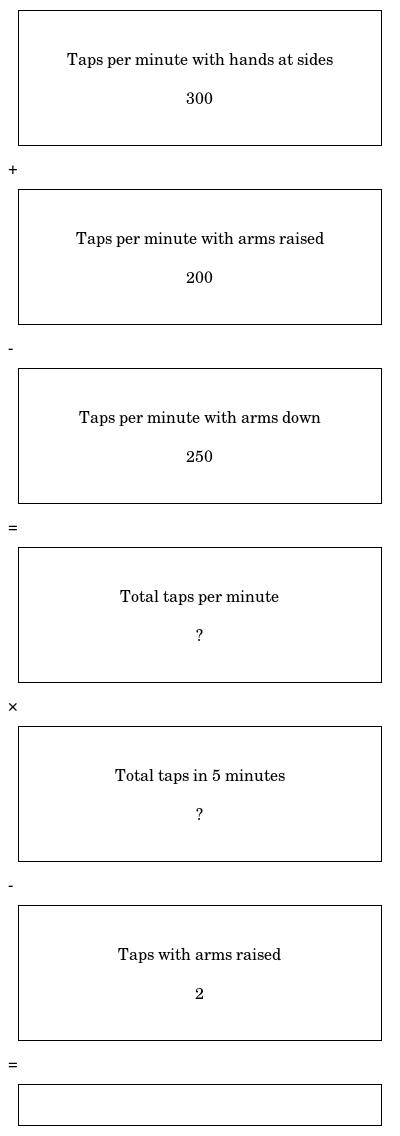 Taps per minute with hands at sides
300
+
Taps per minute with arms raised
200
-
Taps per minute with arms down
250
=
Total taps per minute
?
×
Total taps in 5 minutes
?
-
Taps with arms raised
2
=